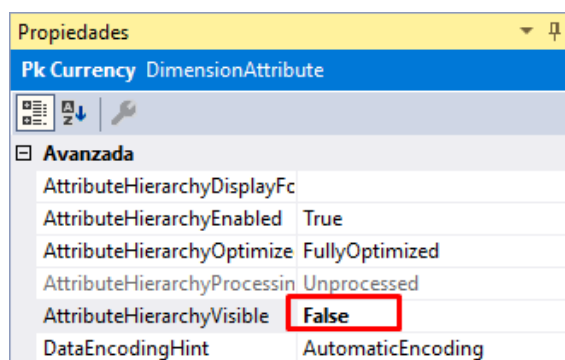 Propiedades
Pk Currency DimensionAttribute
Avanzada
AttributeHierarchyDisplayFc
AttributeHierarchyEnabled True
AttributeHierarchyOptimize FullyOptimized
AttributeHierarchyProcessin Unprocessed
AttributeHierarchyVisible False
DataEncodingHint AutomaticEncoding